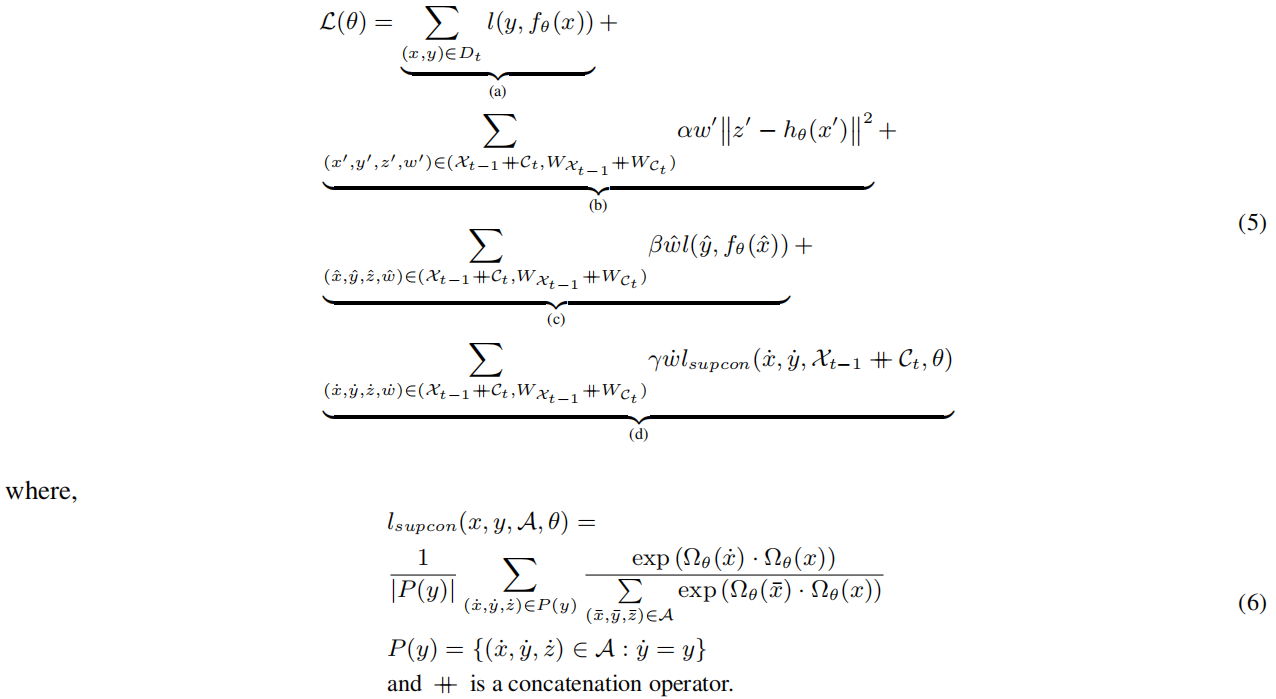 ℒ(θ) = ∑_{(x,y)∈D_t} l(y, f_θ(x)) +
(a)
∑_{(x′,y′,z′,w′)∈(𝒳_{t−1}⧺𝒞_t, W_{𝒳_{t−1}}⧺W_{𝒞_t})} αw′‖z′ − h_θ(x′)‖² +
(b)
(5)
∑_{(x̂,ŷ,ẑ,ŵ)∈(𝒳_{t−1}⧺𝒞_t, W_{𝒳_{t−1}}⧺W_{𝒞_t})} βŵl(ŷ, f_θ(x̂)) +
(c)
∑_{(ẋ,ẏ,ż,ẇ)∈(𝒳_{t−1}⧺𝒞_t, W_{𝒳_{t−1}}⧺W_{𝒞_t})} γẇl_{supcon}(ẋ, ẏ, 𝒳_{t−1} ⧺ 𝒞_t, θ)
(d)
where,
l_{supcon}(x, y, 𝒜, θ) =
1/|P(y)| ∑_{(ẋ,ẏ,ż)∈P(y)} exp (Ω_θ(ẋ) · Ω_θ(x)) / ∑_{(x̄,ȳ,z̄)∈𝒜} exp (Ω_θ(x̄) · Ω_θ(x))
(6)
P(y) = {(ẋ, ẏ, ż) ∈ 𝒜 : ẏ = y}
and ⧺ is a concatenation operator.